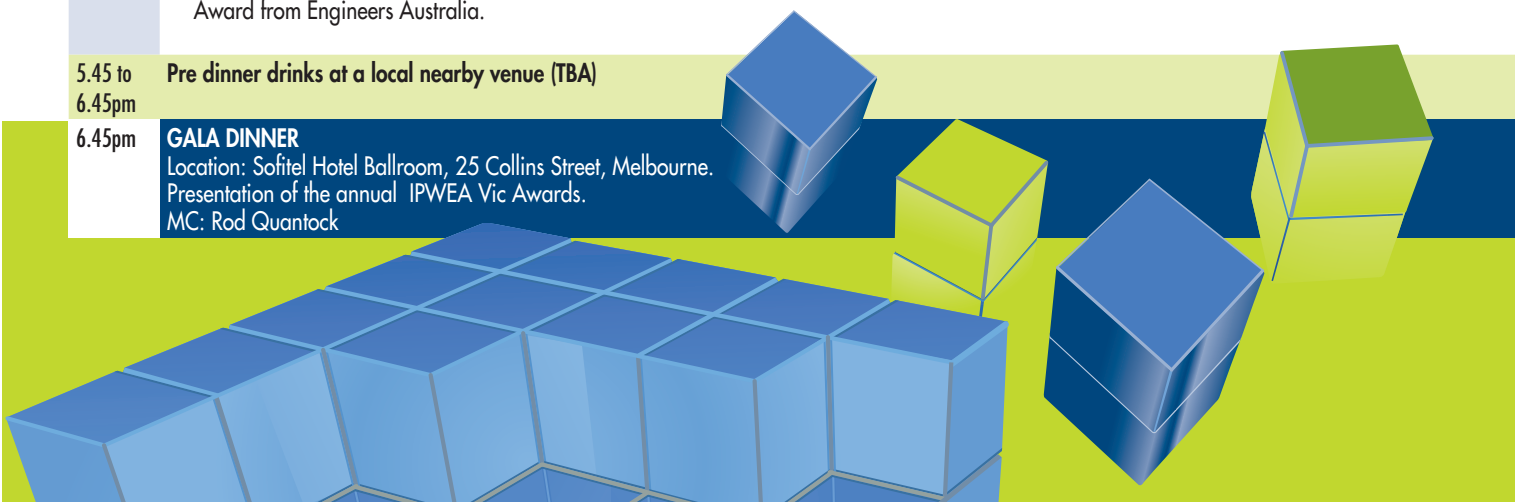 Award from Engineers Australia.
5.45 to Pre dinner drinks at a local nearby venue (TBA)
6.45pm
6.45pm GALA DINNER
Location: Sofitel Hotel Ballroom, 25 Collins Street, Melbourne.
Presentation of the annual IPWEA Vic Awards.
MC: Rod Quantock